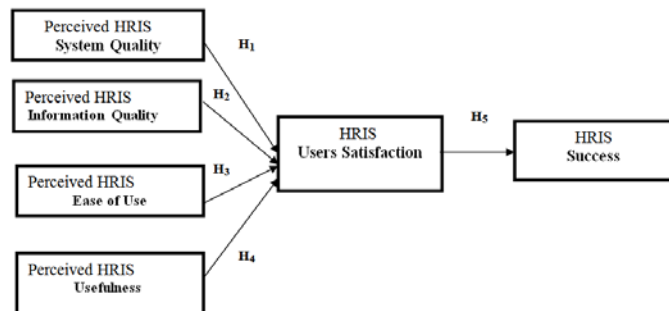 Perceived HRIS
System Quality
H1
Perceived HRIS
Information Quality
H2
Perceived HRIS
Ease of Use
H3
Perceived HRIS
Usefulness
H4
HRIS
Users Satisfaction
H5
HRIS
Success